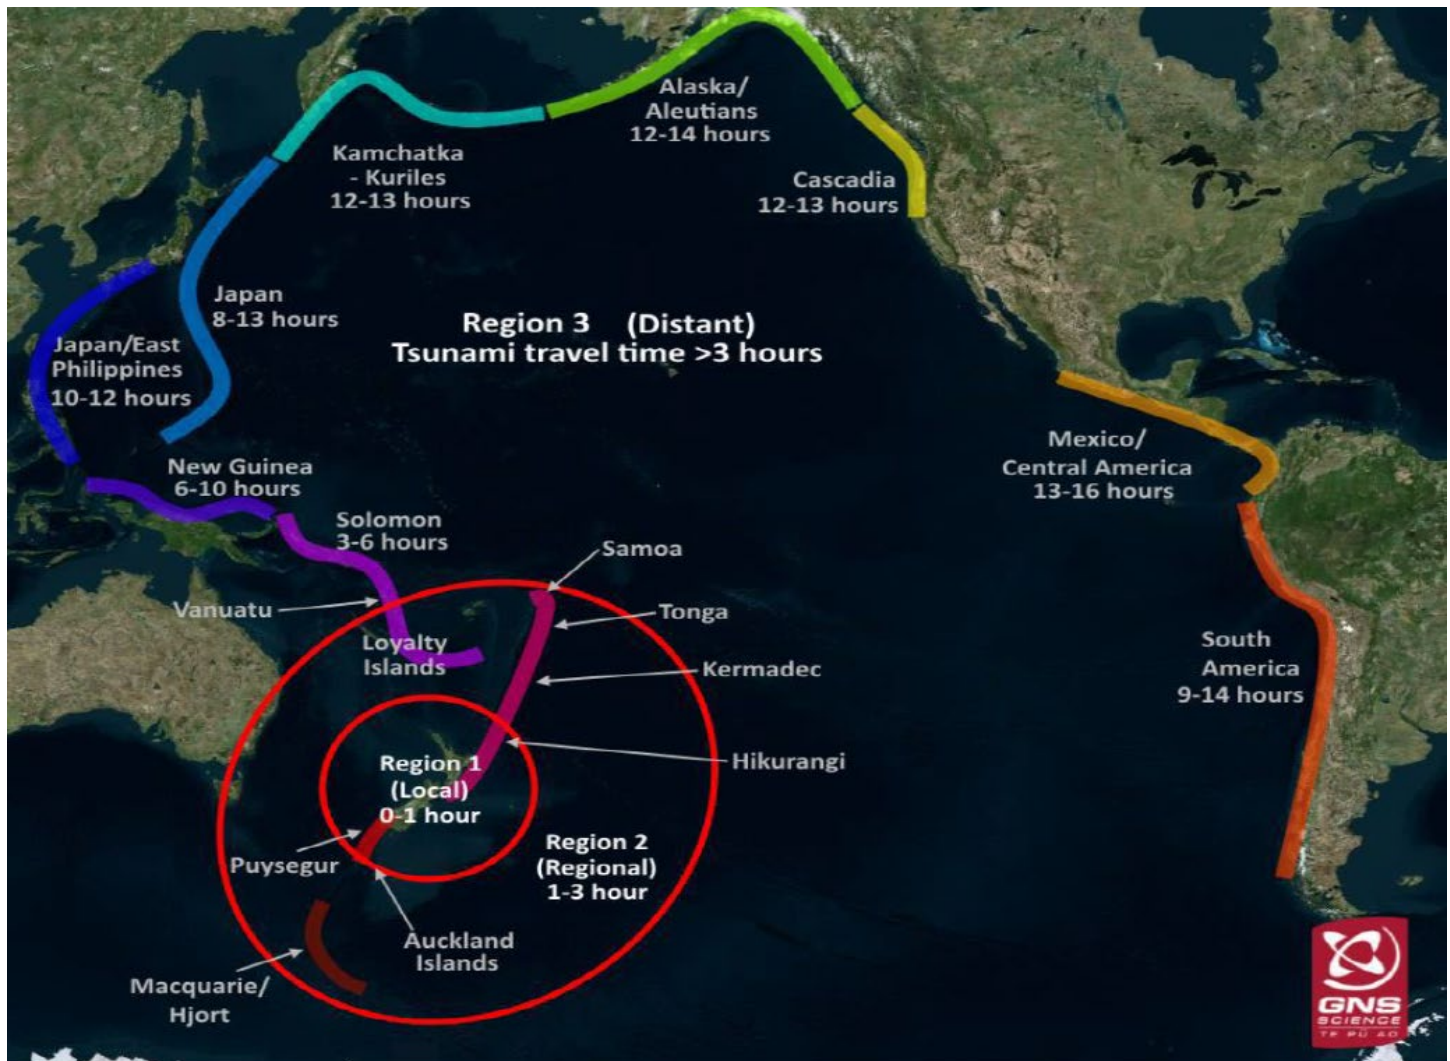 Alaska/
Aleutians
12-14 hours
Kamchatka
- Kuriles
12-13 hours
Cascadia
12-13 hours
Japan
8-13 hours
Region 3 (Distant)
Tsunami travel time >3 hours
Japan/East
Philippines
10-12 hours
Mexico/
Central America
13-16 hours
New Guinea
6-10 hours
Solomon
3-6 hours
Samoa
Vanuatu
Tonga
Loyalty
Islands
Kermadec
South
America
9-14 hours
Hikurangi
Region 1
(Local)
0-1 hour
Region 2
(Regional)
1-3 hour
Puysegur
Auckland
Islands
Macquarie/
Hjort
GNS
SCIENCE
TE PŪ AO